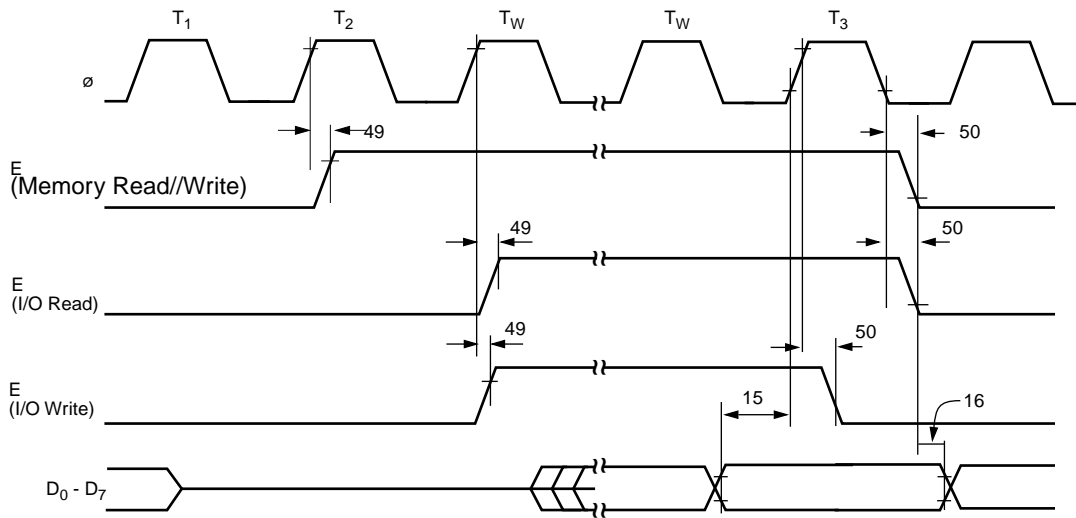 T1 T2 TW TW T3
ø
49 50
E
(Memory Read//Write)
49 50
E
(I/O Read)
49 50
E
(I/O Write)
15 16
D0 - D7